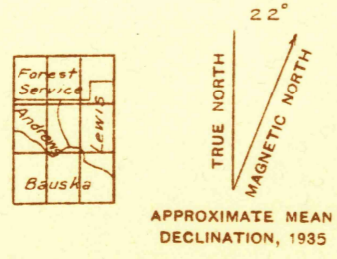 Forest
Service
Andrews
Lewis
Bauska
22°
TRUE NORTH
MAGNETIC NORTH
APPROXIMATE MEAN
DECLINATION, 1935